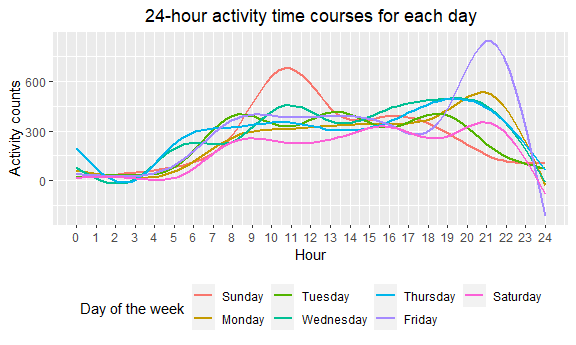 24-hour activity time courses for each day
Activity counts
600
300
0
0 1 2 3 4 5 6 7 8 9 10 11 12 13 14 15 16 17 18 19 20 21 22 23 24
Hour
Day of the week
Sunday Tuesday Thursday Saturday
Monday Wednesday Friday